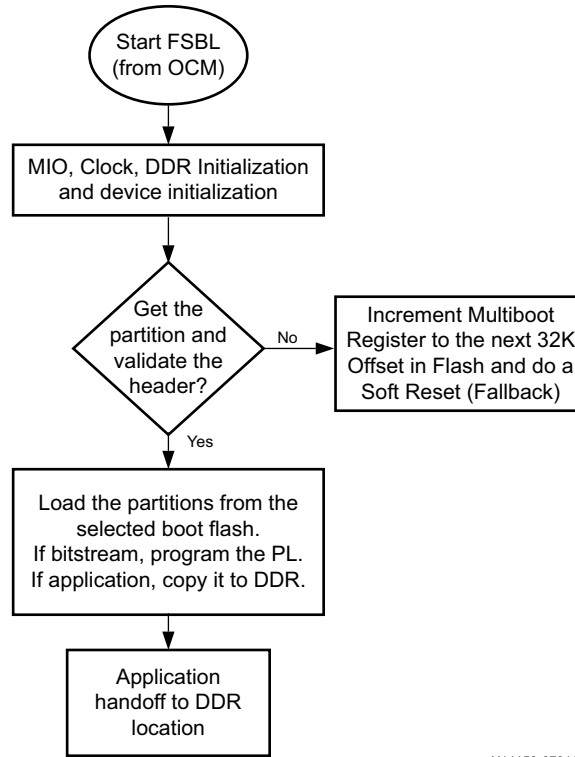 Start FSBL
(from OCM)
MIO, Clock, DDR Initialization
and device initialization
Get the
partition and
validate the
header?
No
Increment Multiboot
Register to the next 32K
Offset in Flash and do a
Soft Reset (Fallback)
Yes
Load the partitions from the
selected boot flash.
If bitstream, program the PL.
If application, copy it to DDR.
Application
handoff to DDR
location